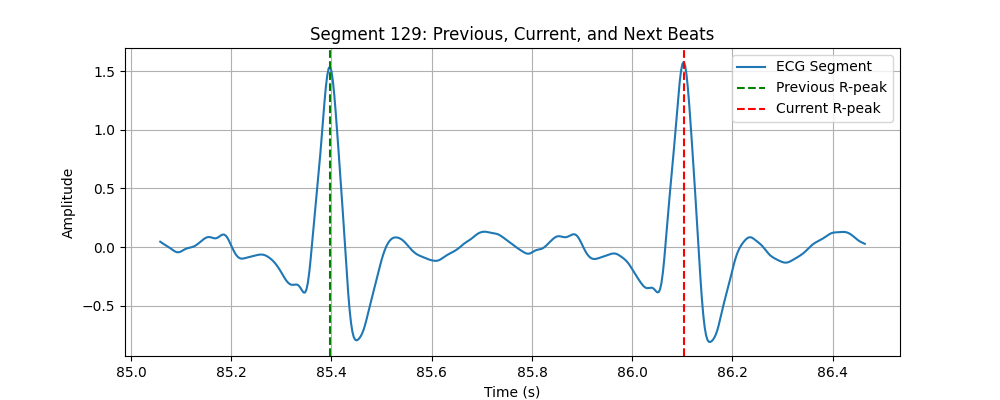 Segment 129: Previous, Current, and Next Beats
ECG Segment
Previous R-peak
Current R-peak
1.5
1.0
0.5
0.0
−0.5
Amplitude
85.0 85.2 85.4 85.6 85.8 86.0 86.2 86.4
Time (s)